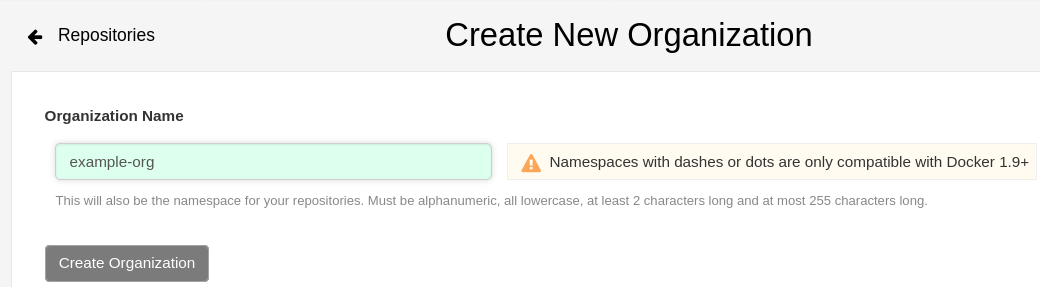 Repositories
Create New Organization
Organization Name
example-org
Namespaces with dashes or dots are only compatible with Docker 1.9+
This will also be the namespace for your repositories. Must be alphanumeric, all lowercase, at least 2 characters long and at most 255 characters long.
Create Organization